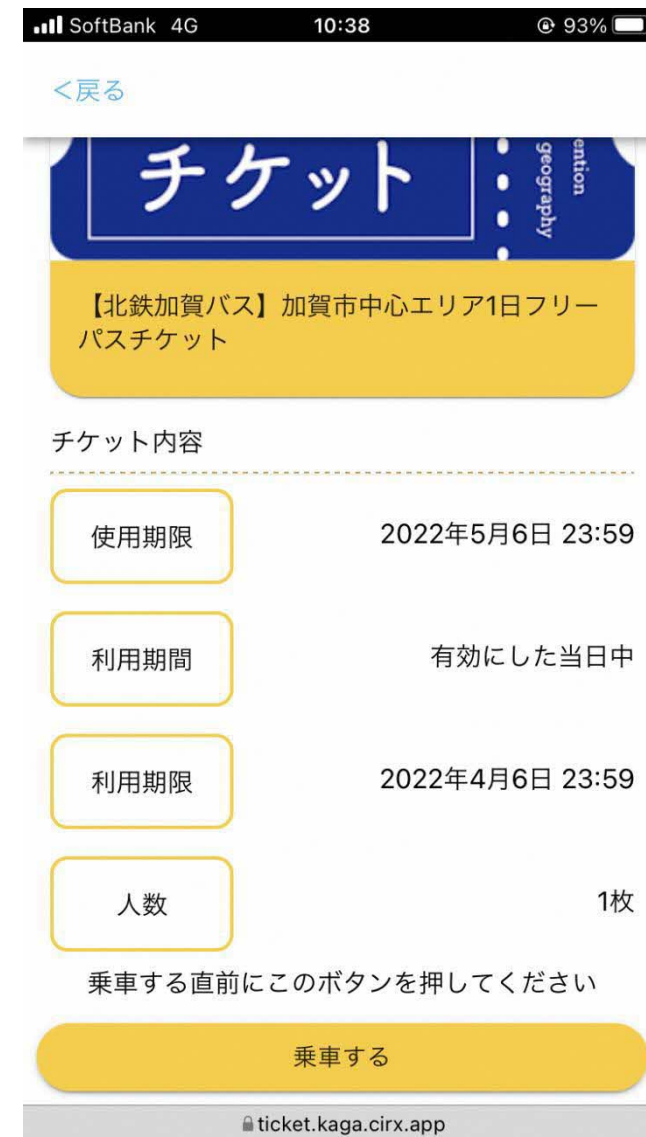 SoftBank 4G 10:38 93%
<戻る
チケット
ention
geography
【北鉄加賀バス】加賀市中心エリア1日フリー
パスチケット
チケット内容
使用期限 2022年5月6日 23:59
利用期間 有効にした当日中
利用期限 2022年4月6日 23:59
人数 1枚
乗車する直前にこのボタンを押してください
乗車する
ticket.kaga.cirx.app